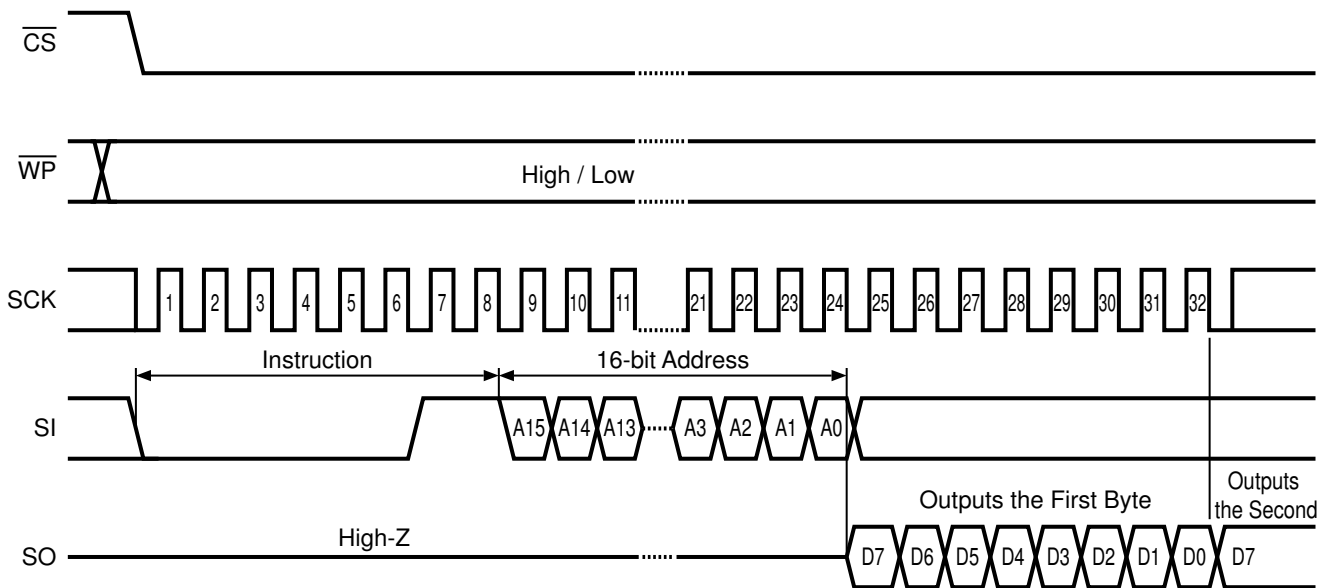 CS
WP
High / Low
SCK
1 2 3 4 5 6 7 8 9 10 11 21 22 23 24 25 26 27 28 29 30 31 32
Instruction
16-bit Address
SI
A15 A14 A13 A3 A2 A1 A0
Outputs the First Byte
Outputs
the Second
High-Z
SO
D7 D6 D5 D4 D3 D2 D1 D0 D7